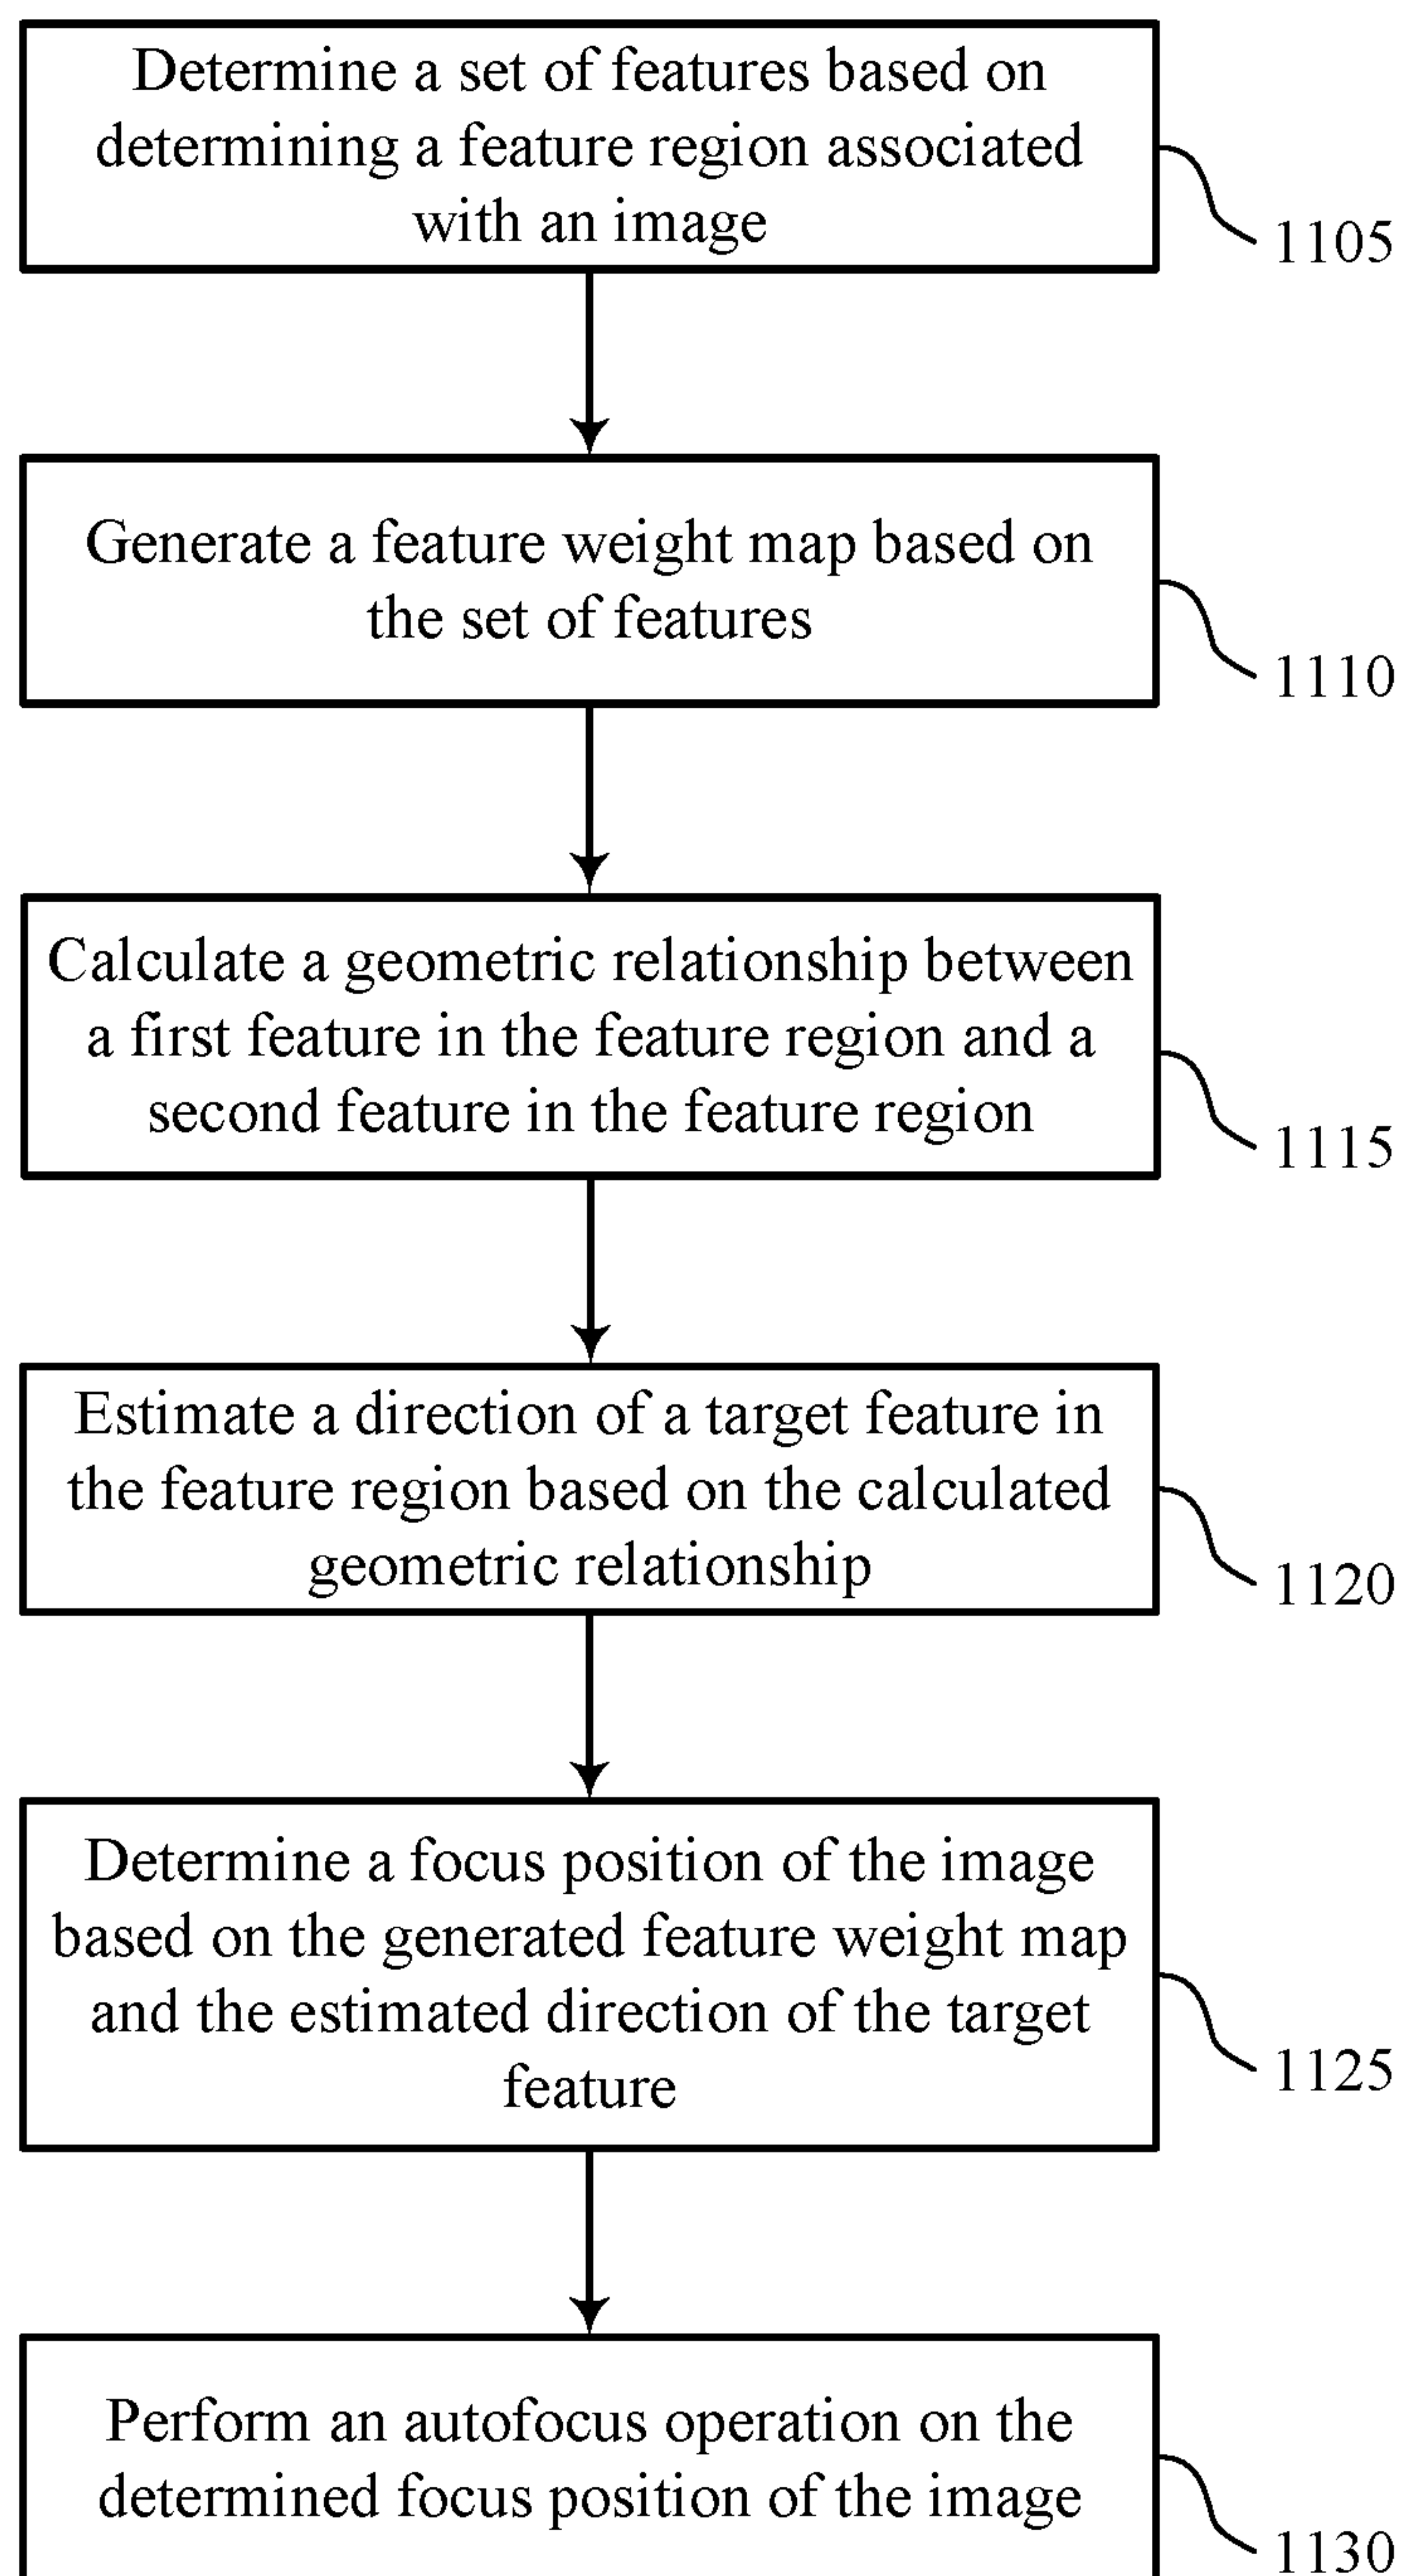 Determine a set of features based on
determining a feature region associated
with an image
1105
Generate a feature weight map based on
the set of features
1110
Calculate a geometric relationship between
a first feature in the feature region and a
second feature in the feature region
1115
Estimate a direction of a target feature in
the feature region based on the calculated
geometric relationship
1120
Determine a focus position of the image
based on the generated feature weight map
and the estimated direction of the target
feature
1125
Perform an autofocus operation on the
determined focus position of the image
1130